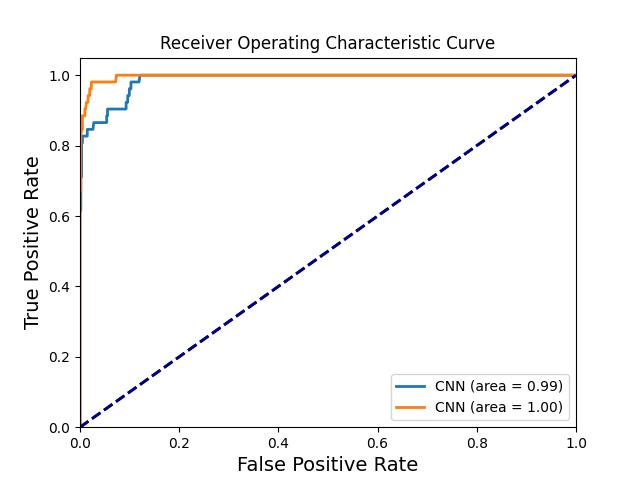 Receiver Operating Characteristic Curve
True Positive Rate
1.0
0.8
0.6
0.4
0.2
0.0
0.0 0.2 0.4 0.6 0.8 1.0
False Positive Rate
CNN (area = 0.99)
CNN (area = 1.00)